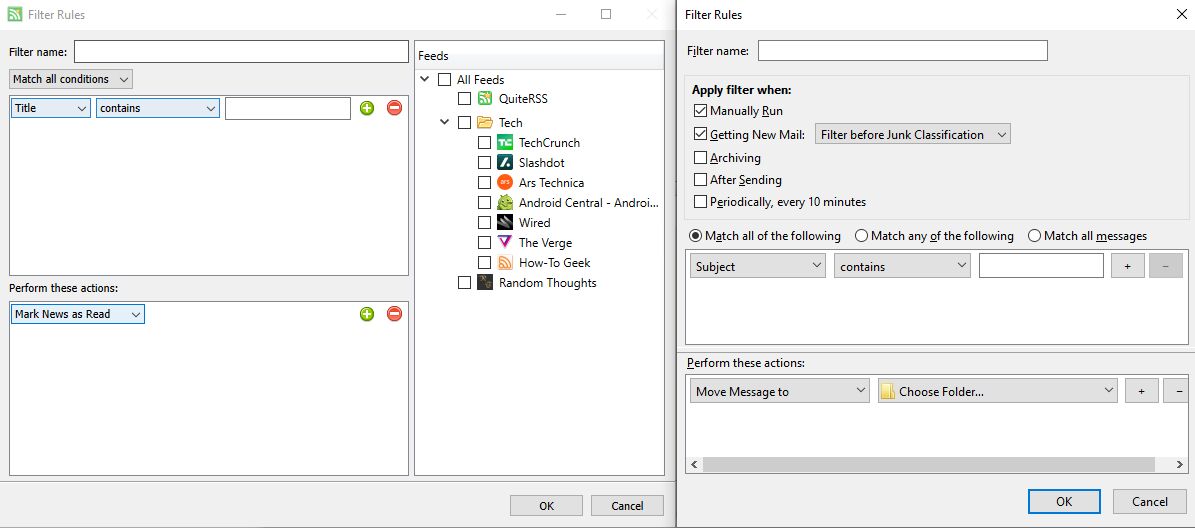 Filter Rules
Filter name:
Match all conditions
Title contains
Perform these actions:
Mark News as Read
Feeds
All Feeds
QuiteRSS
Tech
TechCrunch
Slashdot
Ars Technica
Android Central - Androi...
Wired
The Verge
How-To Geek
Random Thoughts
OK Cancel
Filter Rules
Filter name:
Apply filter when:
Manually Run
Getting New Mail: Filter before Junk Classification
Archiving
After Sending
Periodically, every 10 minutes
Match all of the following Match any of the following Match all messages
Subject contains + −
Perform these actions:
Move Message to Choose Folder... + −
OK Cancel